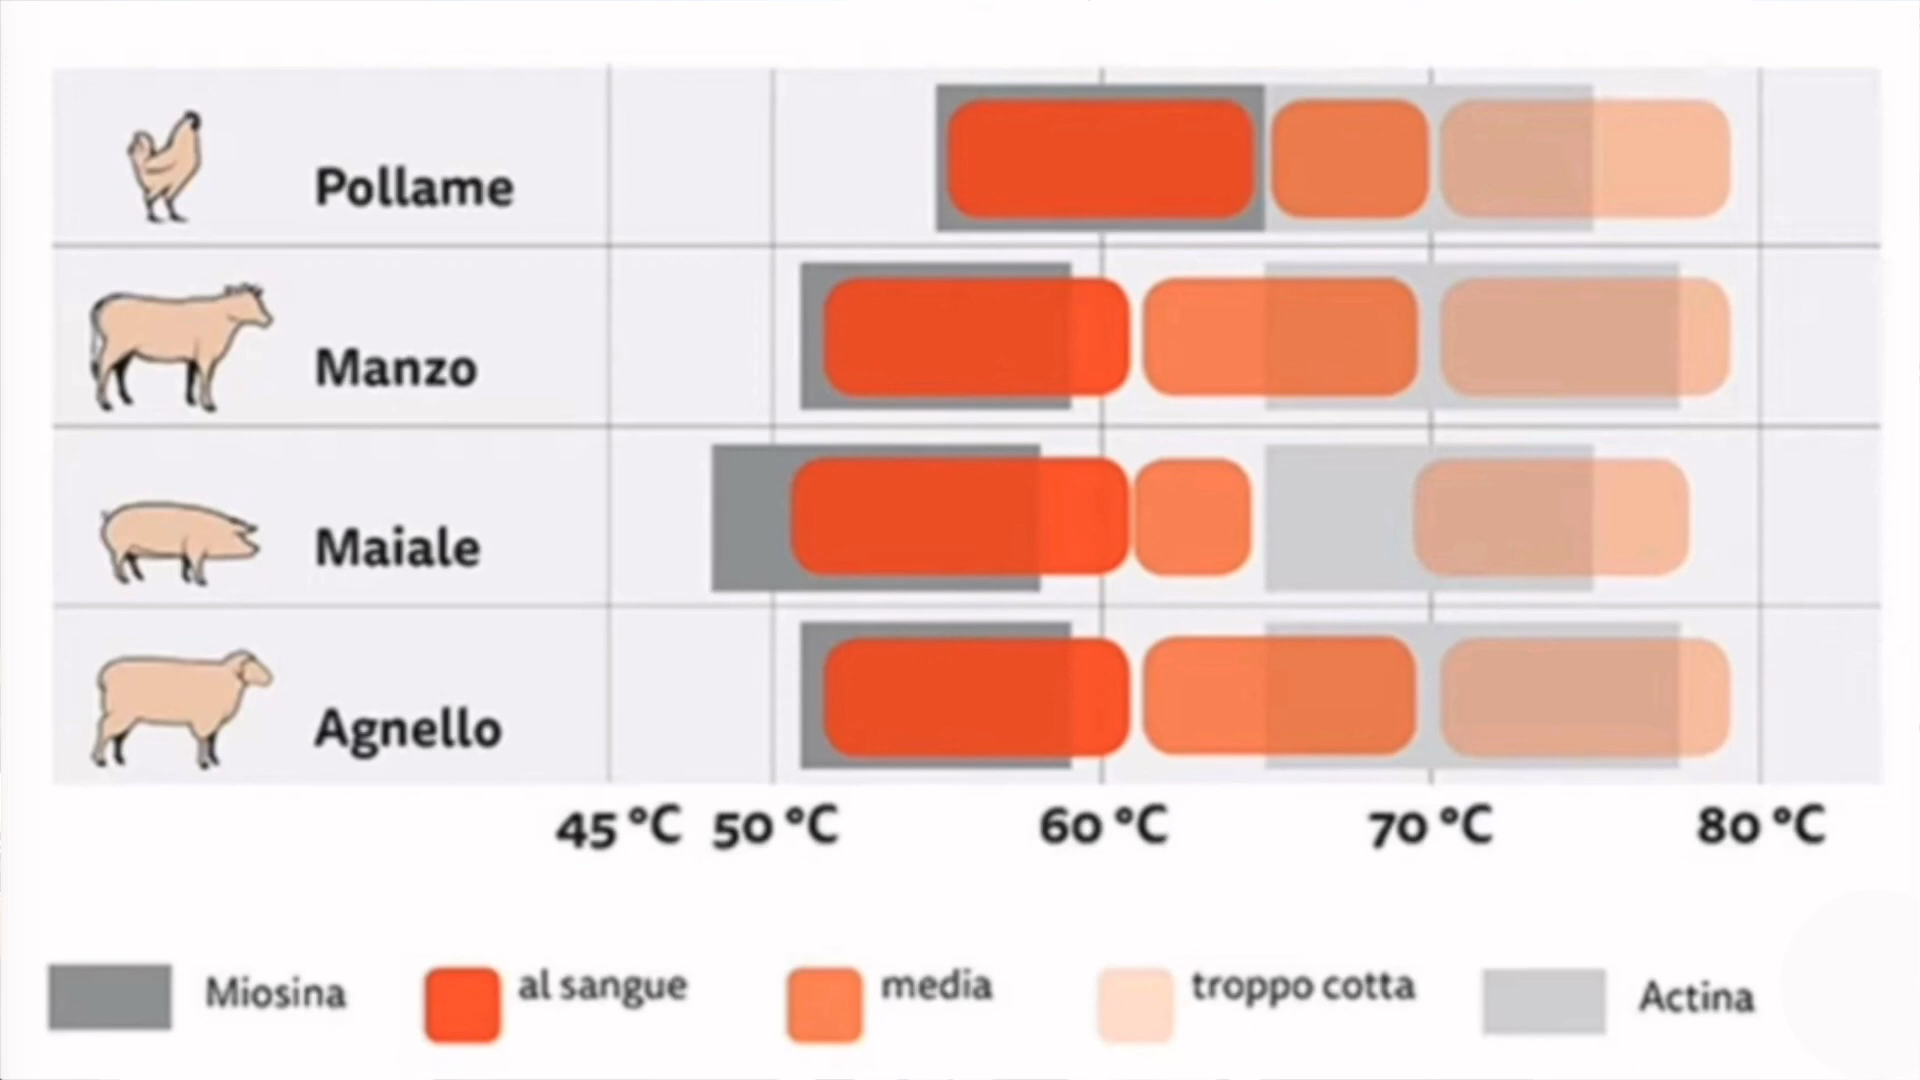 Pollame
Manzo
Maiale
Agnello
45 °C 50 °C 60 °C 70 °C 80 °C
Miosina al sangue media troppo cotta Actina